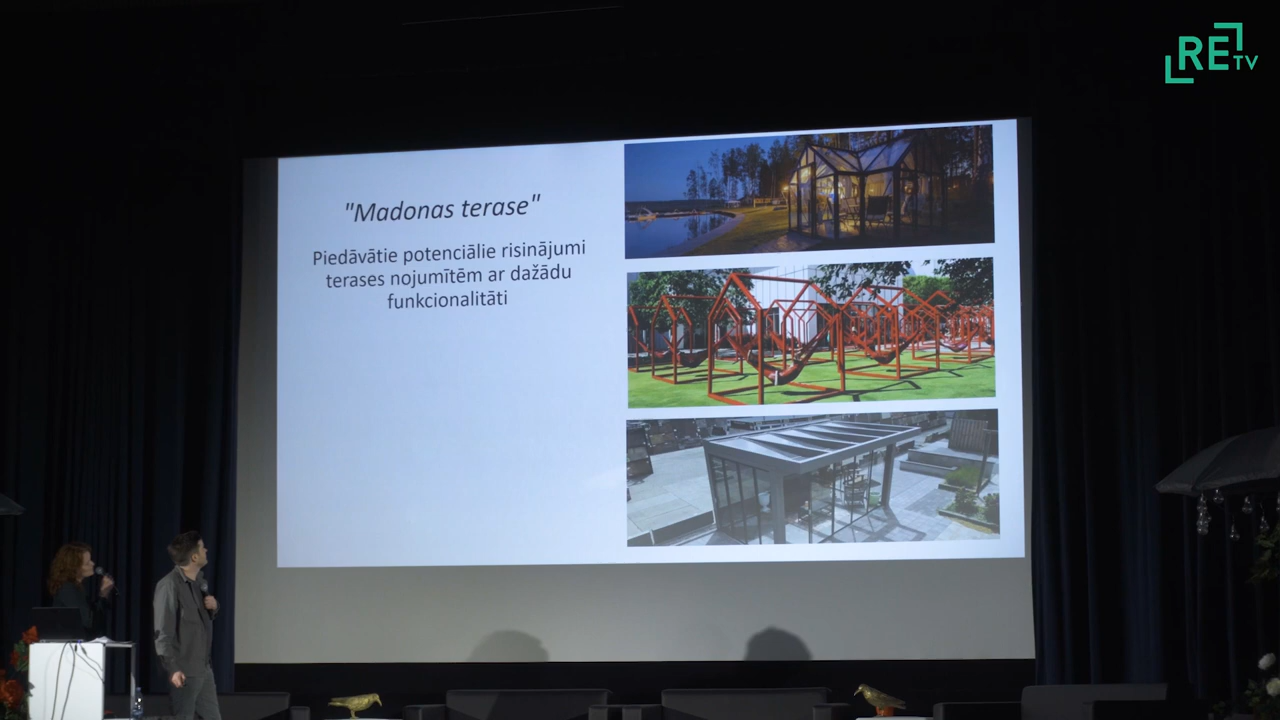 RE TV
"Madonas terase"
Piedāvātie potenciālie risinājumi
terases nojumītēm ar dažādu
funkcionalitāti